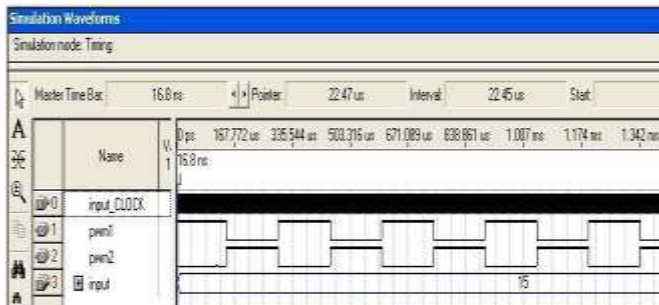 Simulation Waveforms
Simulation mode: Timing
Master Time Bar: 16.8 ns Pointer: 22.47 us Interval: 22.45 us Start:
A
Name
0 ps 167.772 us 335.544 us 503.316 us 671.089 us 838.861 us 1.007 ms 1.174 ms 1.342 ms
16.8 ns
0 input_CLOCK
1 pwm1
2 pwm2
3 input 15